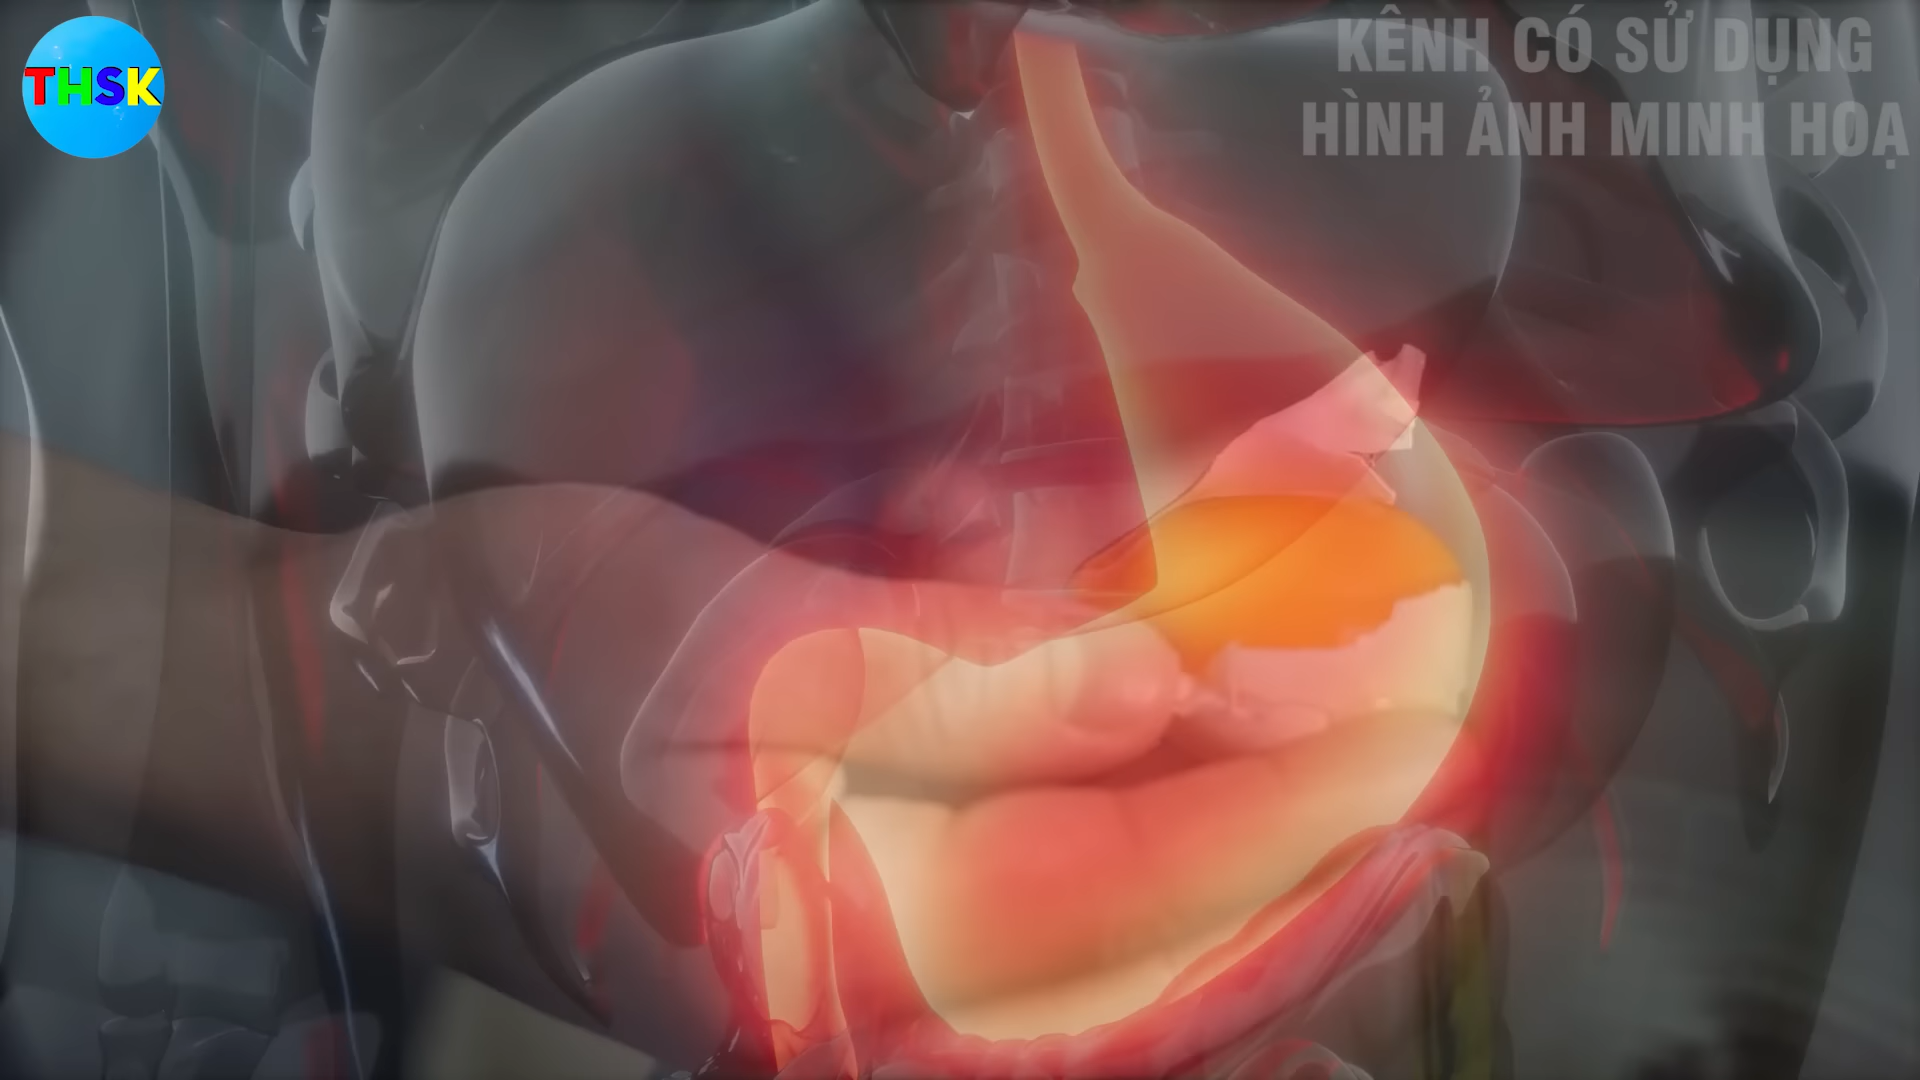 THSK
KÊNH CÓ SỬ DỤNG
HÌNH ẢNH MINH HOẠ